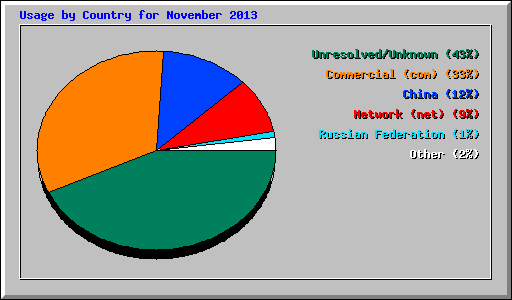 Usage by Country for November 2013
Unresolved/Unknown (43%)
Commercial (com) (33%)
China (12%)
Network (net) (9%)
Russian Federation (1%)
Other (2%)